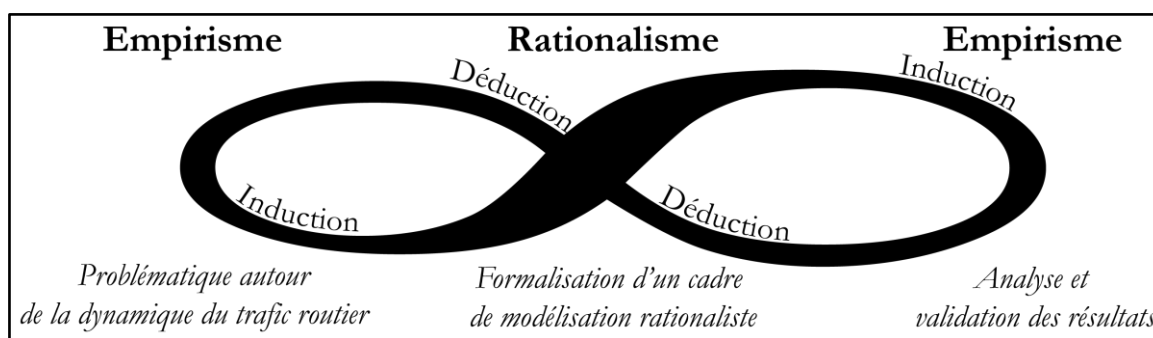 Empirisme
Rationalisme
Empirisme
Déduction
Induction
Induction
Déduction
Problématique autour
de la dynamique du trafic routier
Formalisation d'un cadre
de modélisation rationaliste
Analyse et
validation des résultats